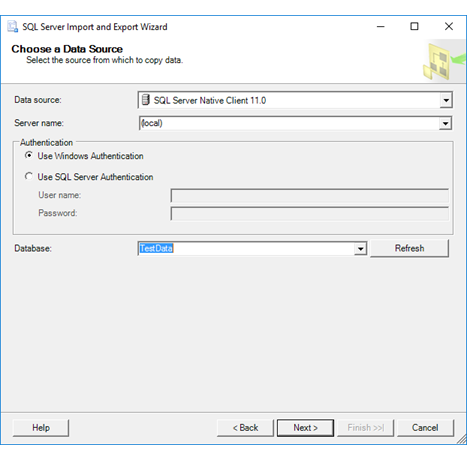 SQL Server Import and Export Wizard
Choose a Data Source
Select the source from which to copy data.
Data source: SQL Server Native Client 11.0
Server name: (local)
Authentication
Use Windows Authentication
Use SQL Server Authentication
User name:
Password:
Database: TestData Refresh
Help < Back Next > Finish >>| Cancel